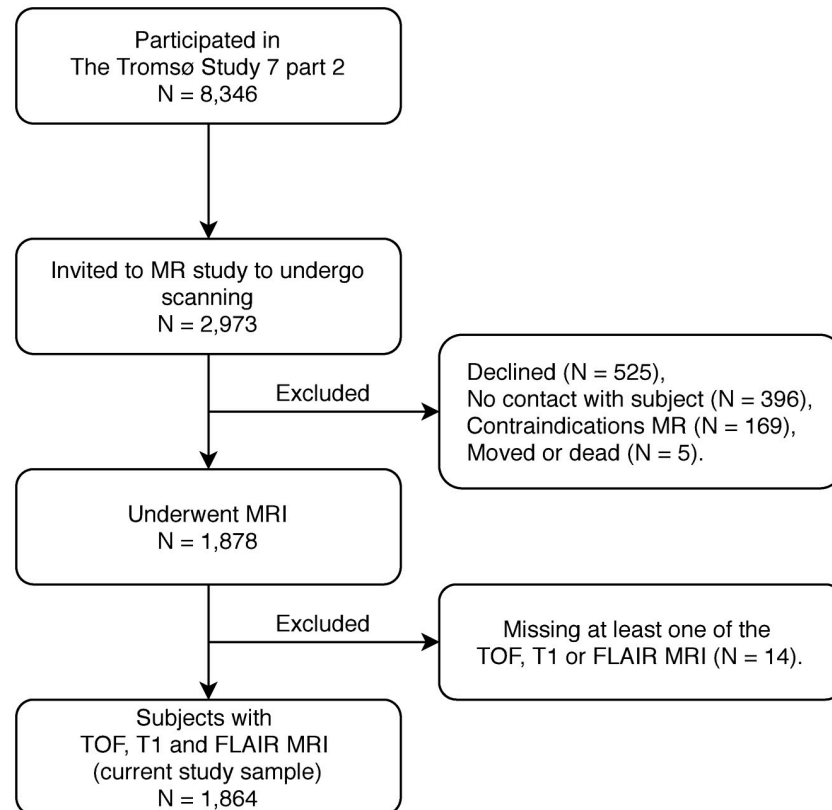 Participated in
The Tromsø Study 7 part 2
N = 8,346
Invited to MR study to undergo
scanning
N = 2,973
Excluded
Declined (N = 525),
No contact with subject (N = 396),
Contraindications MR (N = 169),
Moved or dead (N = 5).
Underwent MRI
N = 1,878
Excluded
Missing at least one of the
TOF, T1 or FLAIR MRI (N = 14).
Subjects with
TOF, T1 and FLAIR MRI
(current study sample)
N = 1,864